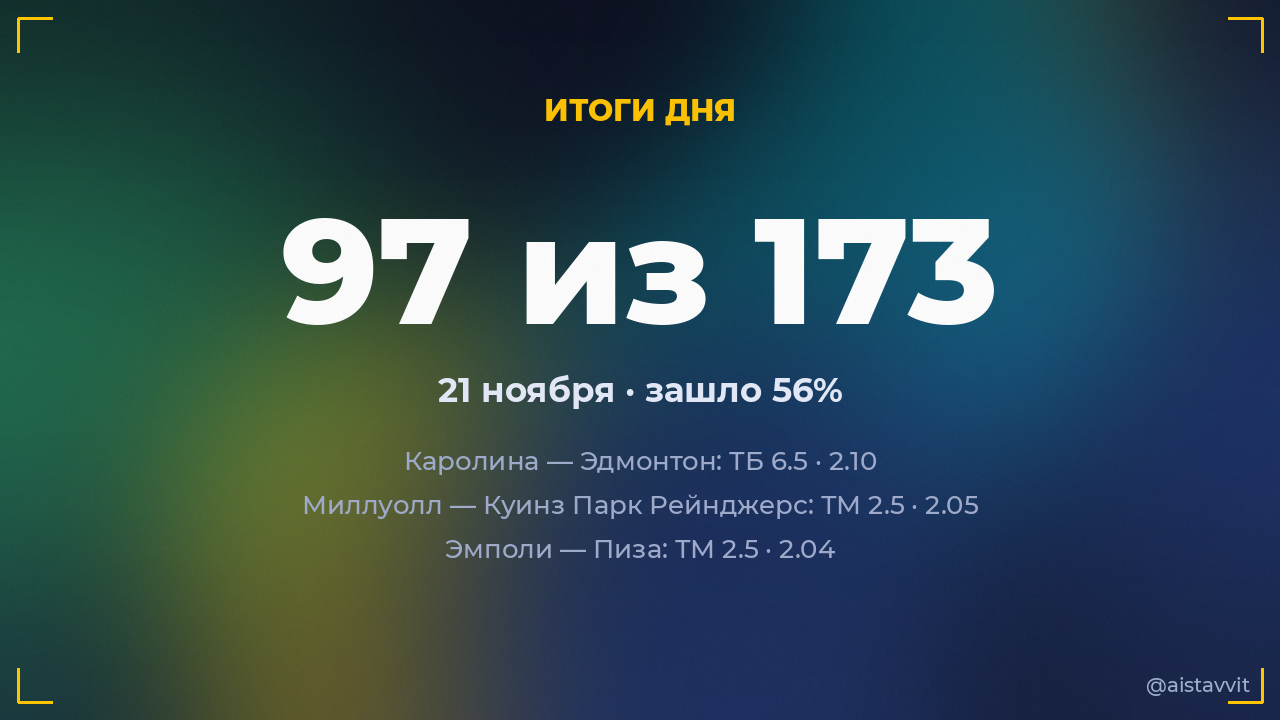 ИТОГИ ДНЯ
97 из 173
21 ноября · зашло 56%
Каролина — Эдмонтон: ТБ 6.5 · 2.10
Миллуолл — Куинз Парк Рейнджерс: ТМ 2.5 · 2.05
Эмполи — Пиза: ТМ 2.5 · 2.04
@aistavvit